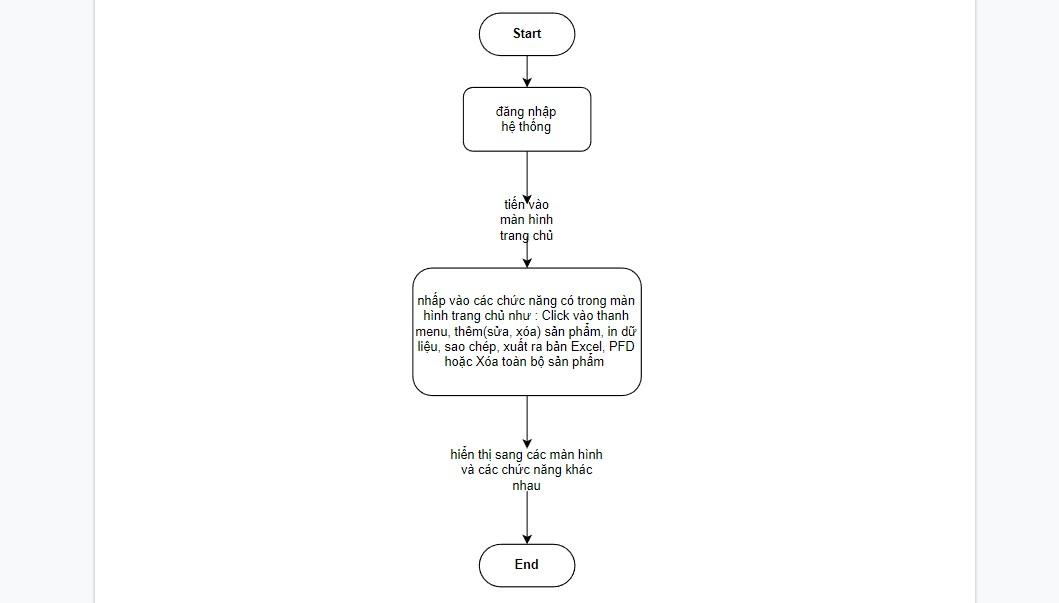 Start
đăng nhập
hệ thống
tiến vào
màn hình
trang chủ
nhấp vào các chức năng có trong màn
hình trang chủ như : Click vào thanh
menu, thêm(sửa, xóa) sản phẩm, in dữ
liệu, sao chép, xuất ra bản Excel, PFD
hoặc Xóa toàn bộ sản phẩm
hiển thị sang các màn hình
và các chức năng khác
nhau
End